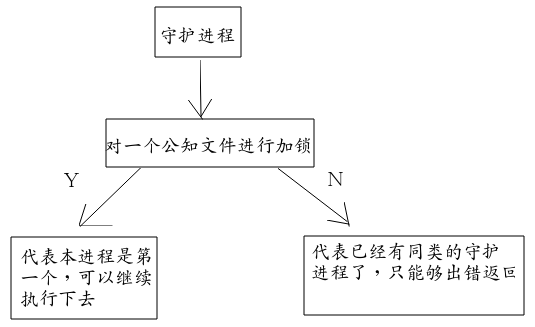 守护进程
对一个公知文件进行加锁
Y
N
代表本进程是第
一个，可以继续
执行下去
代表已经有同类的守护
进程了，只能够出错返回